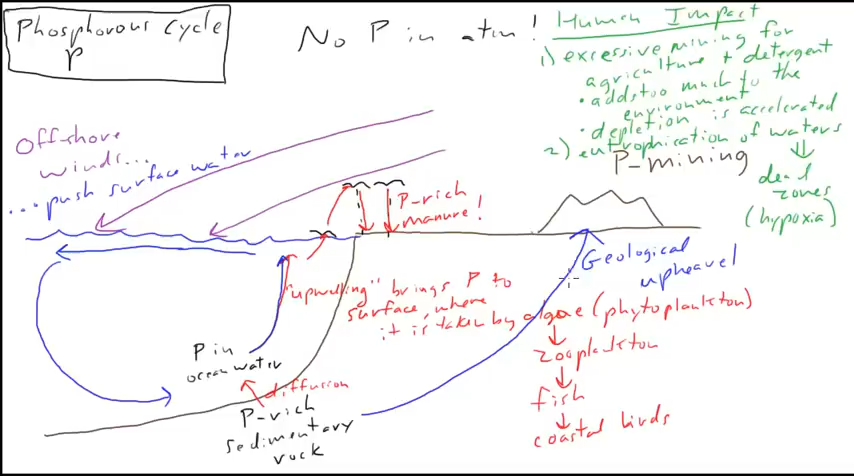 Phosphorous Cycle
P
No P in atm!
Human Impact
1) excessive mining for
agriculture + detergent
• adds too much to the
environment
• depletion is accelerated
2) eutrophication of waters
dead
zones
(hypoxia)
P-mining
Off-shore
winds...
...push surface water
P-rich
manure!
Geological
upheavel
"upwelling" brings P to
surface, where
it is taken by algae (phytoplankton)
zooplankton
fish
coastal birds
P in
ocean water
diffusion
P-rich
sedimentary
rock